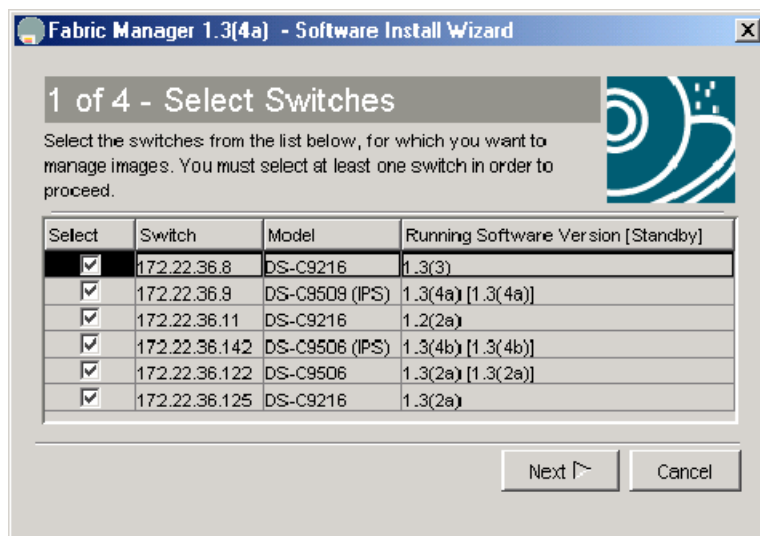 Fabric Manager 1.3(4a) - Software Install Wizard
1 of 4 - Select Switches
Select the switches from the list below, for which you want to
manage images. You must select at least one switch in order to
proceed.
Select Switch Model Running Software Version [Standby]
172.22.36.8 DS-C9216 1.3(3)
172.22.36.9 DS-C9509 (IPS) 1.3(4a) [1.3(4a)]
172.22.36.11 DS-C9216 1.2(2a)
172.22.36.142 DS-C9506 (IPS) 1.3(4b) [1.3(4b)]
172.22.36.122 DS-C9506 1.3(2a) [1.3(2a)]
172.22.36.125 DS-C9216 1.3(2a)
Next Cancel